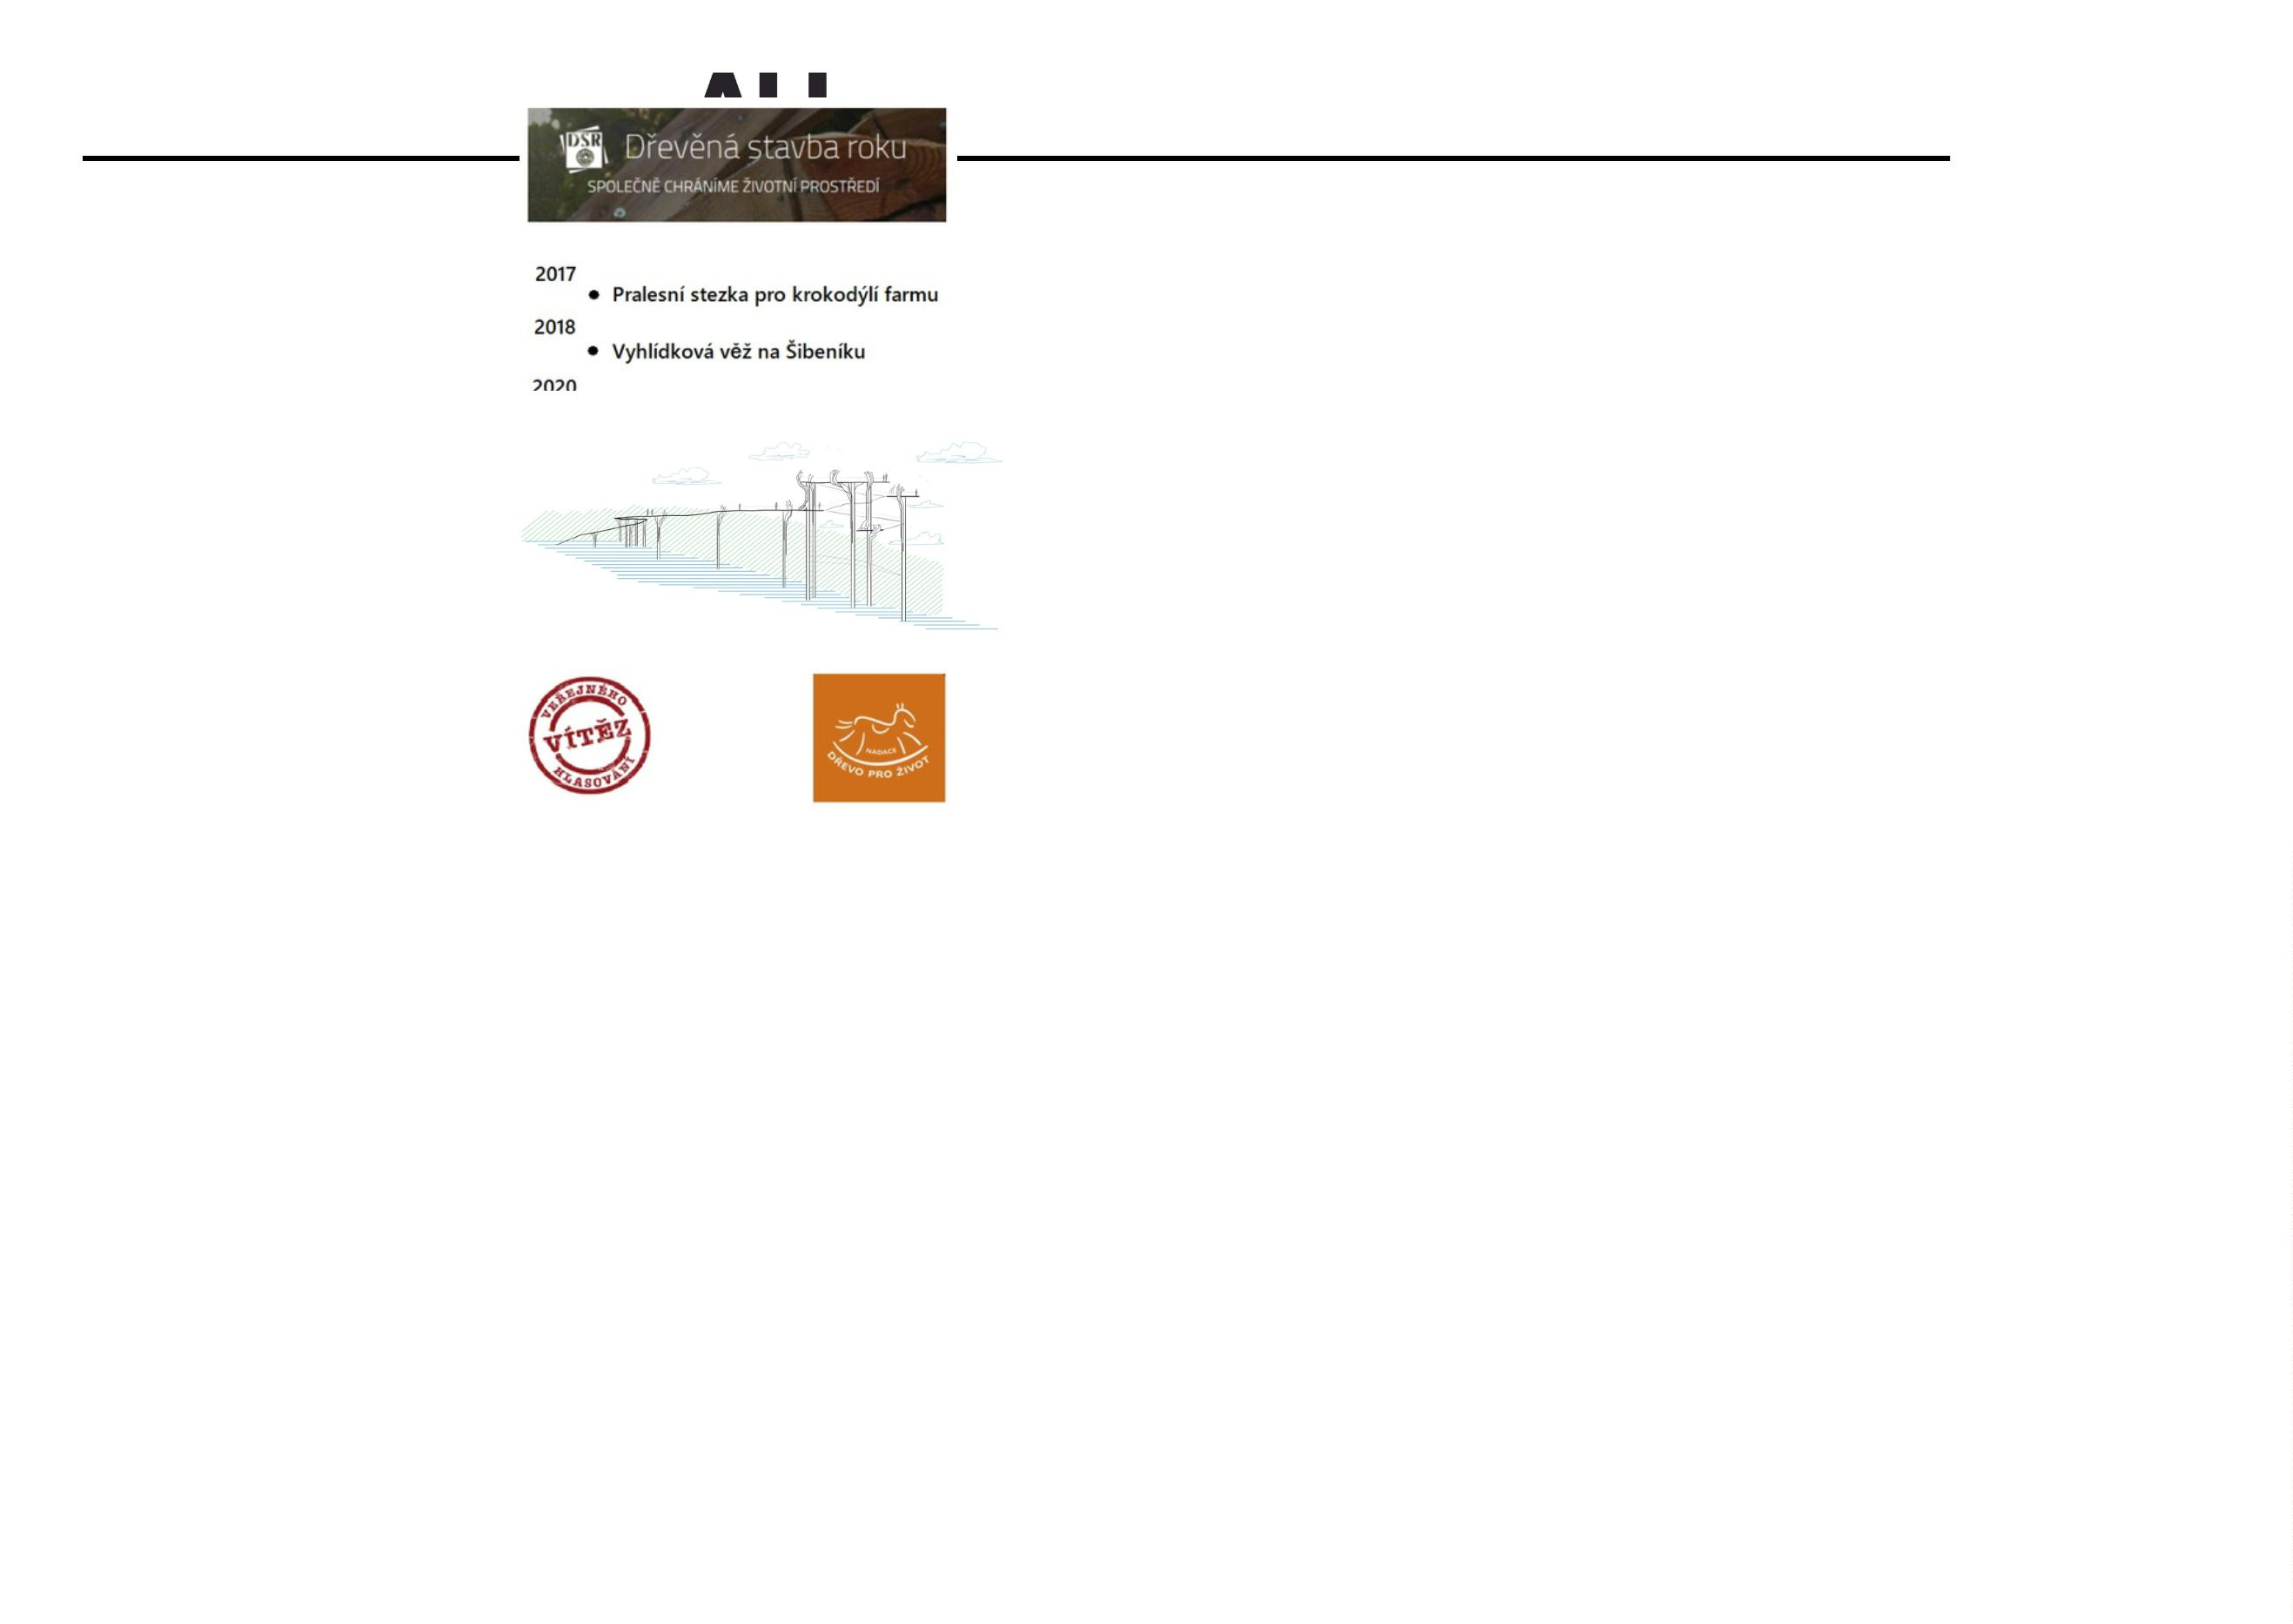 DSR
Dřevěná stavba roku
SPOLEČNĚ CHRÁNÍME ŽIVOTNÍ PROSTŘEDÍ
2017
● Pralesní stezka pro krokodýlí farmu
2018
● Vyhlídková věž na Šibeníku
2020
VEŘEJNÉHO
VÍTĚZ
HLASOVÁNÍ
NADACE
DŘEVO PRO ŽIVOT